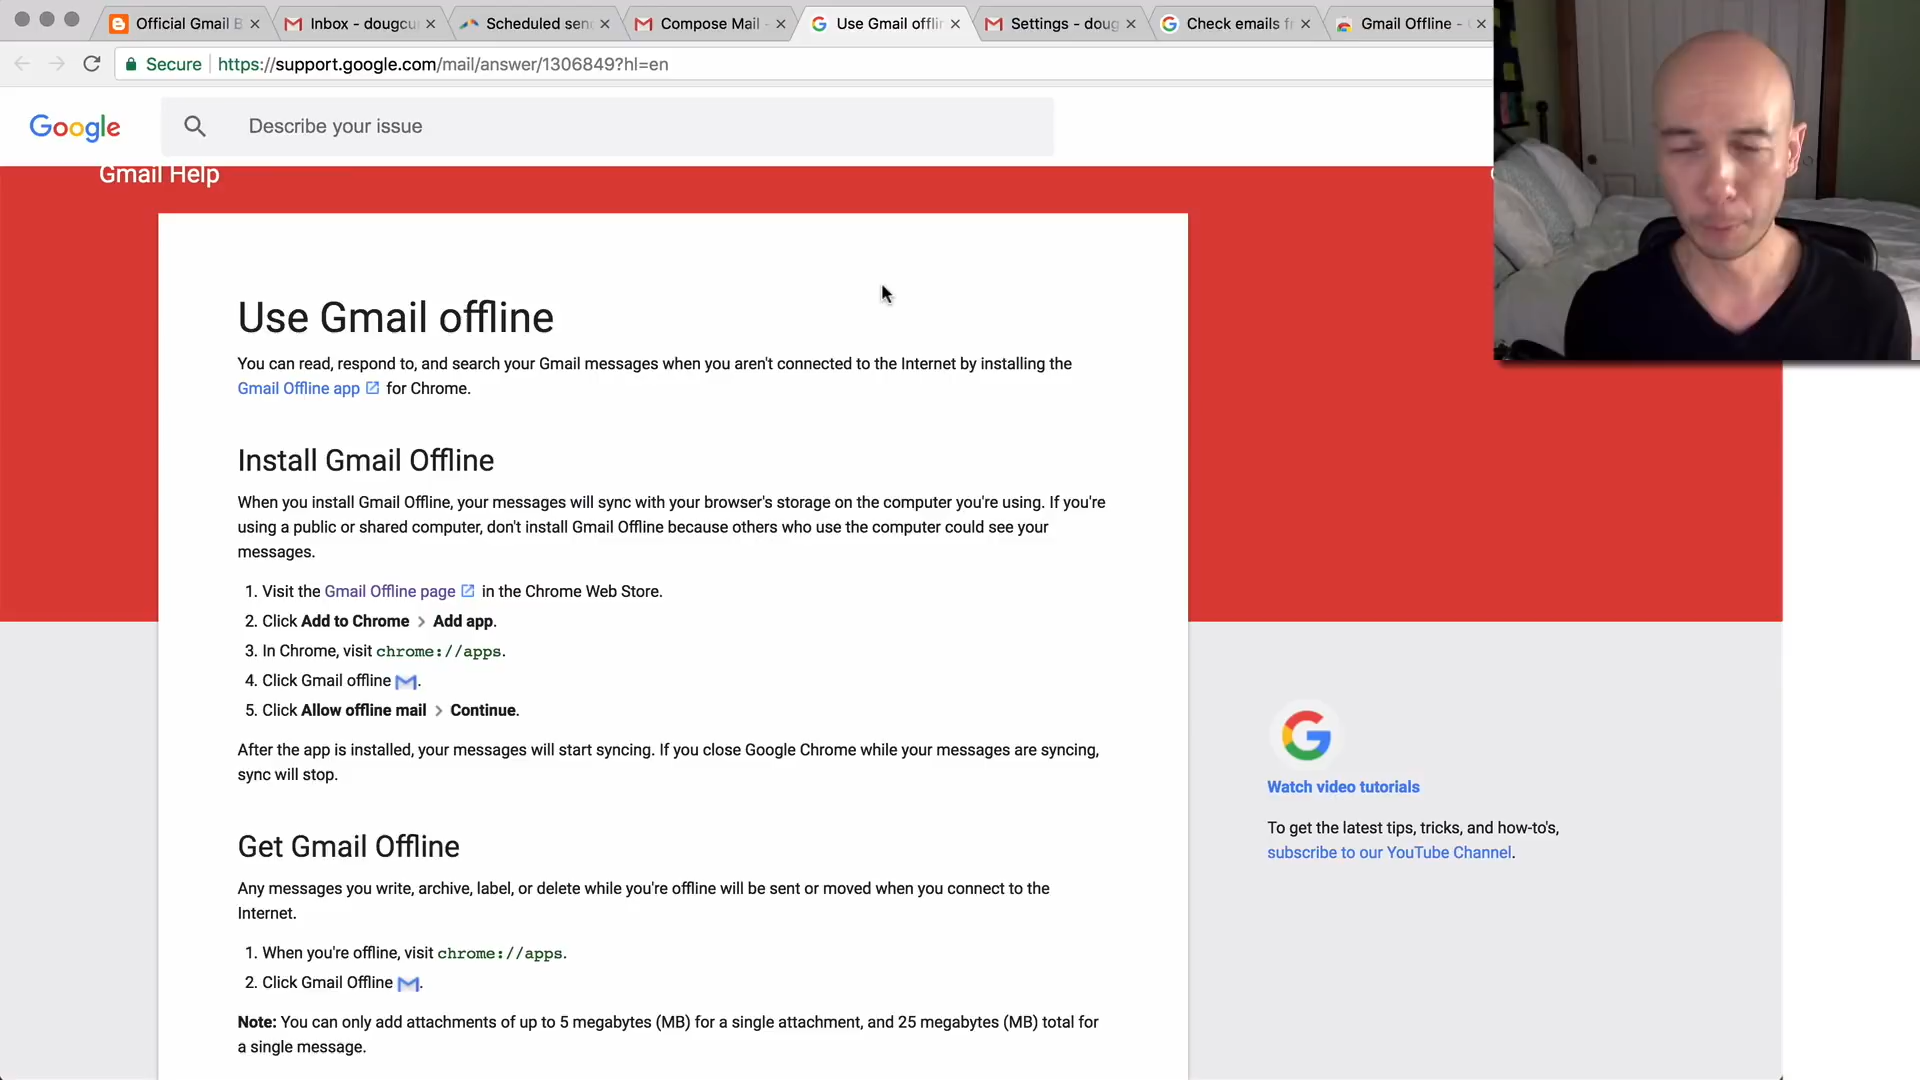 Official Gmail B
Inbox - dougcu
Scheduled sen
Compose Mail -
Use Gmail offlin
Settings - doug
Check emails f
Gmail Offline -
Secure
https://support.google.com/mail/answer/1306849?hl=en
Google
Describe your issue
Gmail Help
Use Gmail offline
You can read, respond to, and search your Gmail messages when you aren't connected to the Internet by installing the
Gmail Offline app for Chrome.
Install Gmail Offline
When you install Gmail Offline, your messages will sync with your browser's storage on the computer you're using. If you're
using a public or shared computer, don't install Gmail Offline because others who use the computer could see your
messages.
1. Visit the Gmail Offline page in the Chrome Web Store.
2. Click Add to Chrome > Add app.
3. In Chrome, visit chrome://apps.
4. Click Gmail offline.
5. Click Allow offline mail > Continue.
After the app is installed, your messages will start syncing. If you close Google Chrome while your messages are syncing,
sync will stop.
Get Gmail Offline
Any messages you write, archive, label, or delete while you're offline will be sent or moved when you connect to the
Internet.
1. When you're offline, visit chrome://apps.
2. Click Gmail Offline.
Note: You can only add attachments of up to 5 megabytes (MB) for a single attachment, and 25 megabytes (MB) total for
a single message.
Watch video tutorials
To get the latest tips, tricks, and how-to's,
subscribe to our YouTube Channel.